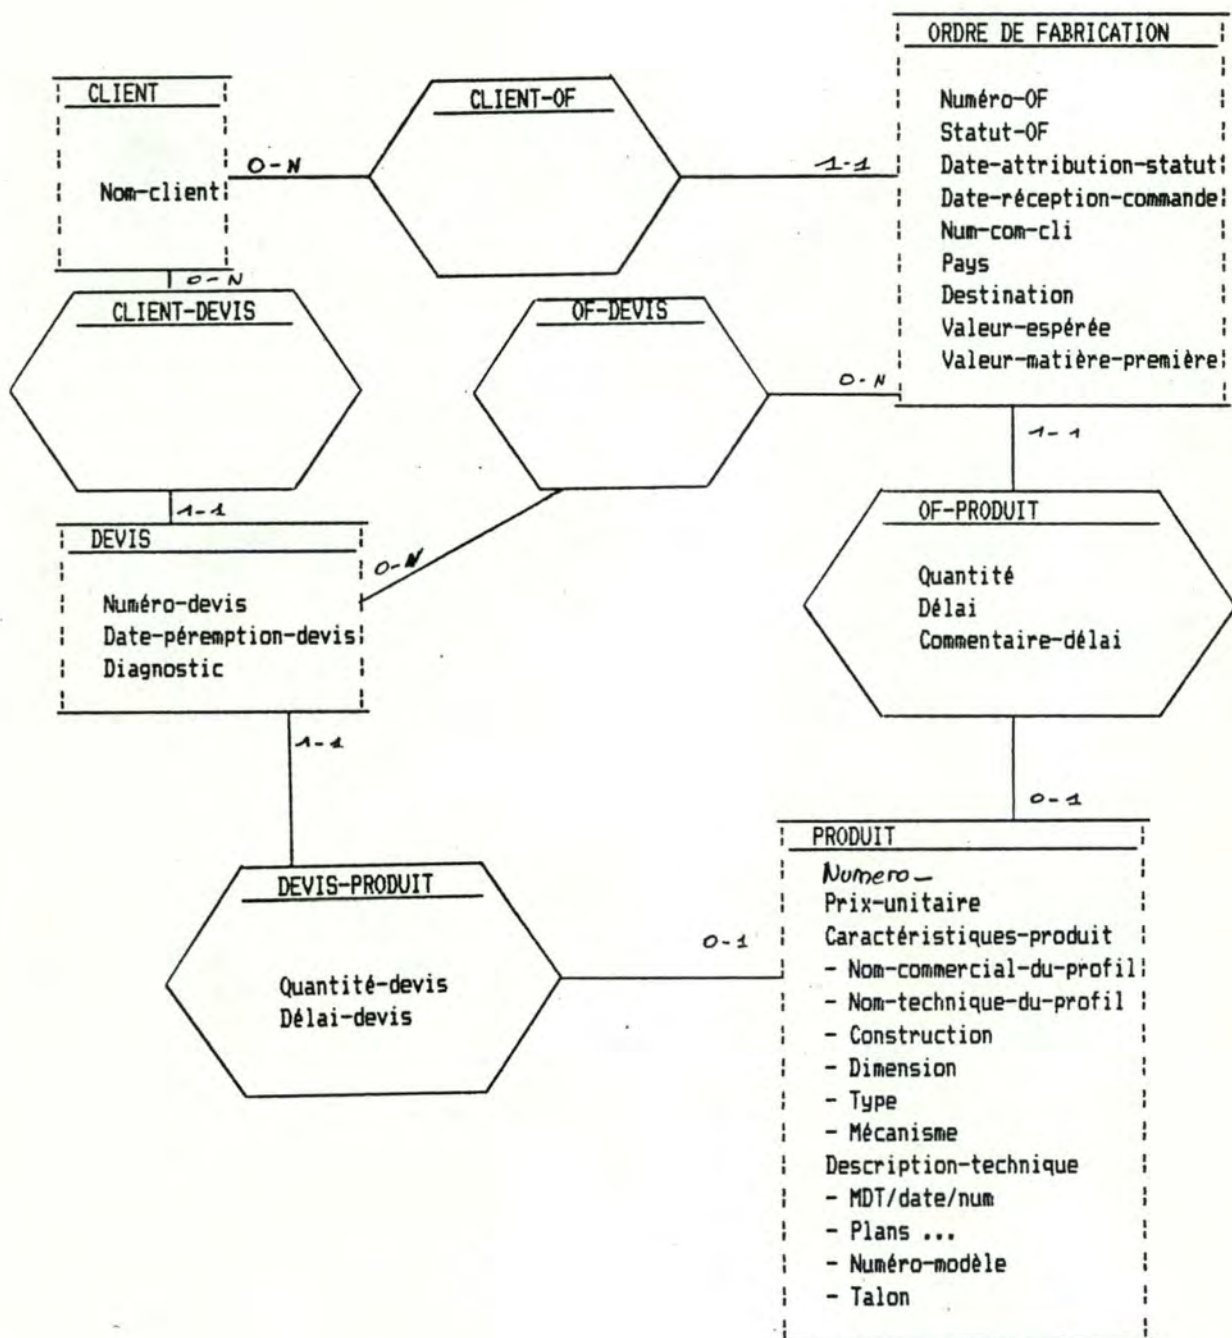 ORDRE DE FABRICATION
Numéro-OF
Statut-OF
Date-attribution-statut
Date-réception-commande
Num-com-cli
Pays
Destination
Valeur-espérée
Valeur-matière-première
CLIENT
Nom-client
CLIENT-OF
0-N
1-1
0-N
CLIENT-DEVIS
OF-DEVIS
0-N
1-1
1-1
0-N
DEVIS
Numéro-devis
Date-péremption-devis
Diagnostic
OF-PRODUIT
Quantité
Délai
Commentaire-délai
1-1
0-1
DEVIS-PRODUIT
Quantité-devis
Délai-devis
0-1
PRODUIT
Numero_
Prix-unitaire
Caractéristiques-produit
- Nom-commercial-du-profil
- Nom-technique-du-profil
- Construction
- Dimension
- Type
- Mécanisme
Description-technique
- MDT/date/num
- Plans ...
- Numéro-modèle
- Talon